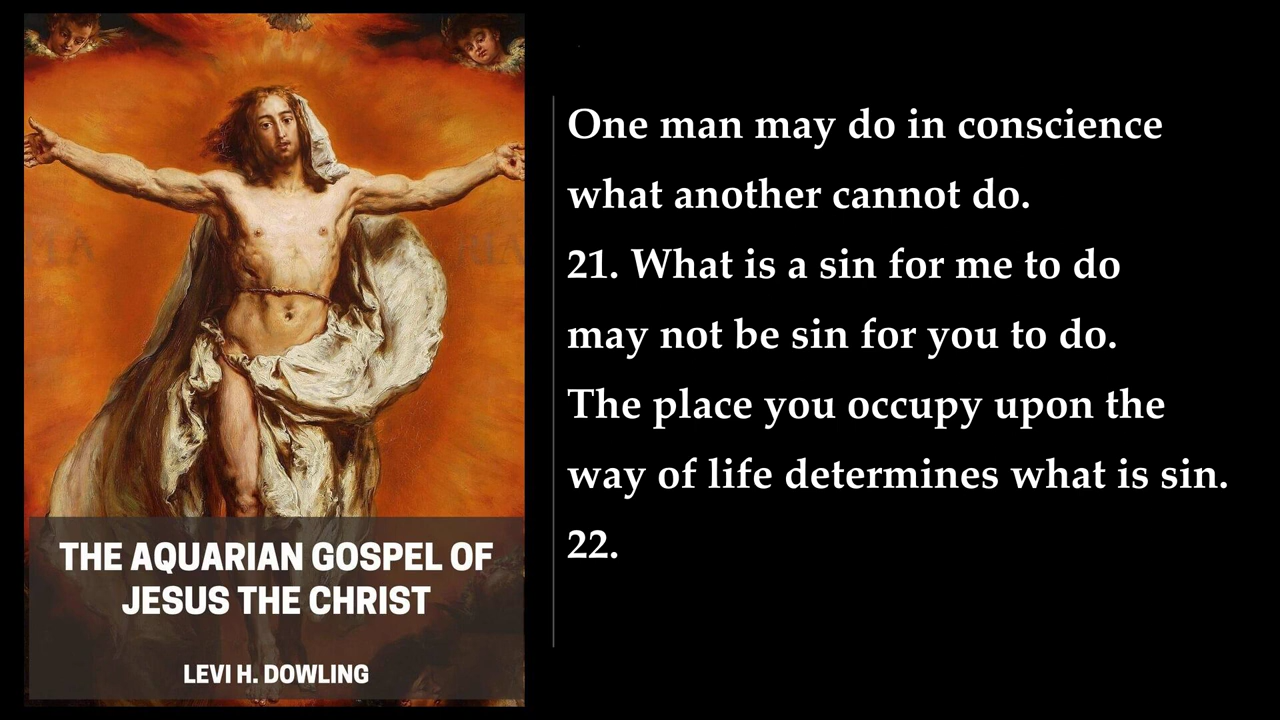 One man may do in conscience
what another cannot do.
21. What is a sin for me to do
may not be sin for you to do.
The place you occupy upon the
way of life determines what is sin.
22.
THE AQUARIAN GOSPEL OF
JESUS THE CHRIST
LEVI H. DOWLING